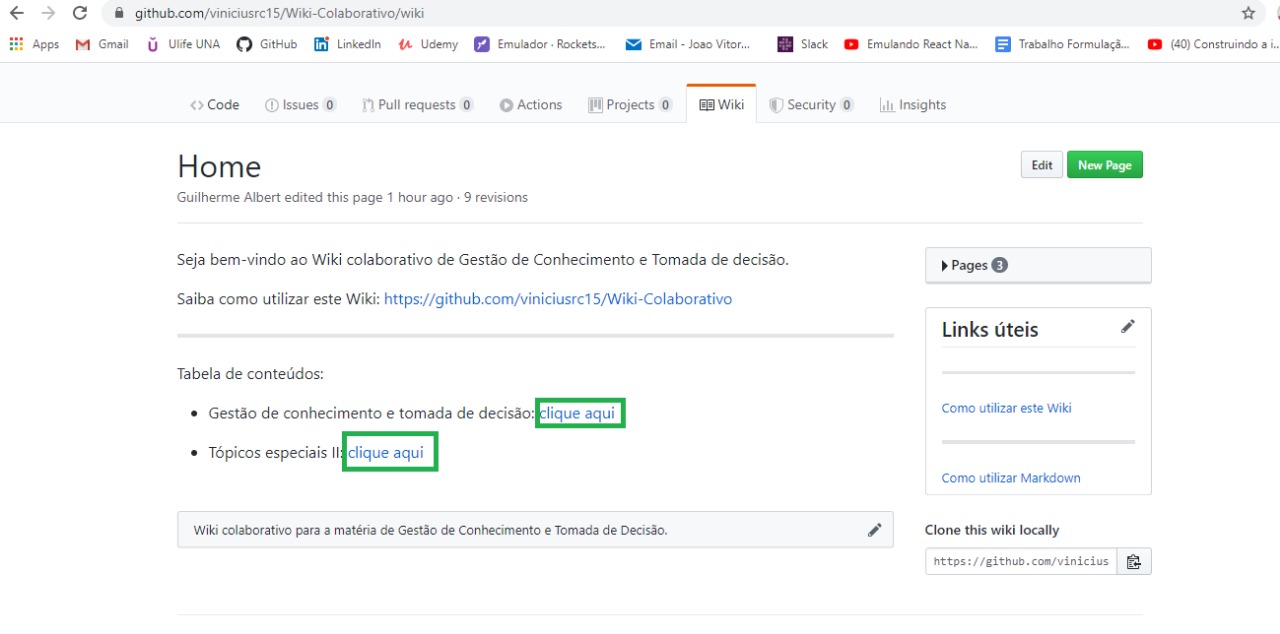 github.com/viniciusrc15/Wiki-Colaborativo/wiki
Apps Gmail Ulife UNA GitHub LinkedIn Udemy Emulador · Rockets... Email - Joao Vitor... Slack Emulando React Na... Trabalho Formulaçã... (40) Construindo a i...
Code Issues 0 Pull requests 0 Actions Projects 0 Wiki Security 0 Insights
Home
Edit New Page
Guilherme Albert edited this page 1 hour ago · 9 revisions
Seja bem-vindo ao Wiki colaborativo de Gestão de Conhecimento e Tomada de decisão.
Saiba como utilizar este Wiki: https://github.com/viniciusrc15/Wiki-Colaborativo
Tabela de conteúdos:
• Gestão de conhecimento e tomada de decisão: clique aqui
• Tópicos especiais II: clique aqui
Wiki colaborativo para a matéria de Gestão de Conhecimento e Tomada de Decisão.
Pages 3
Links úteis
Como utilizar este Wiki
Como utilizar Markdown
Clone this wiki locally
https://github.com/vinicius